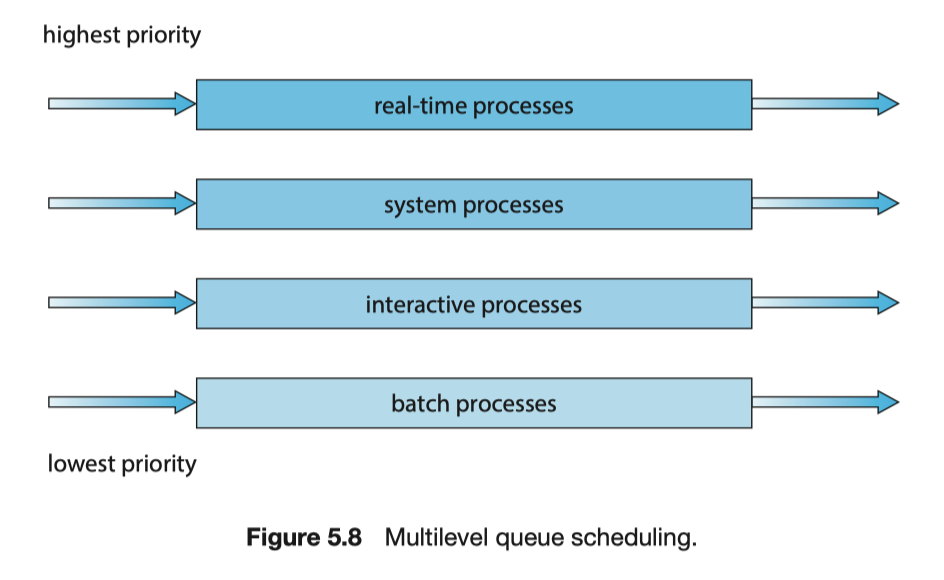 highest priority
real-time processes
system processes
interactive processes
batch processes
lowest priority
Figure 5.8 Multilevel queue scheduling.